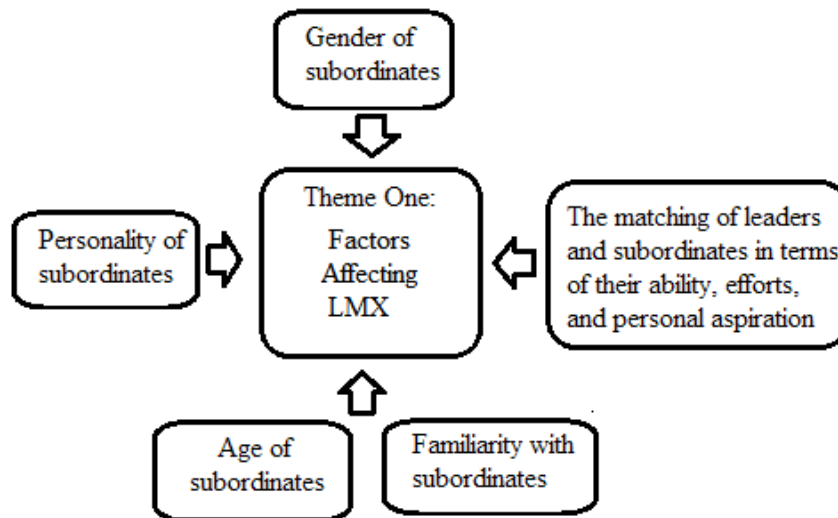 Gender of
subordinates
Theme One:
Factors
Affecting
LMX
Personality of
subordinates
The matching of leaders
and subordinates in terms
of their ability, efforts,
and personal aspiration
Age of
subordinates
Familiarity with
subordinates